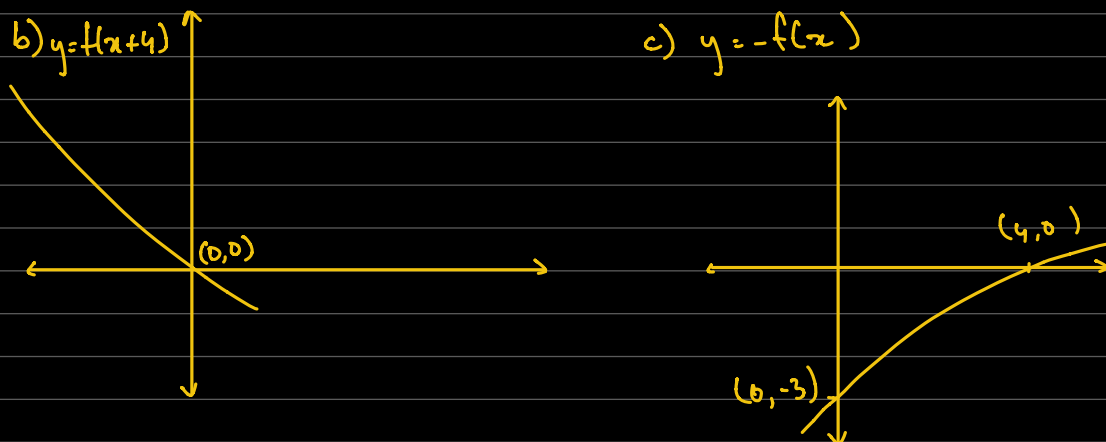 b) y=f(x+4)
(0,0)
c) y=-f(x)
(4,0)
(0,-3)